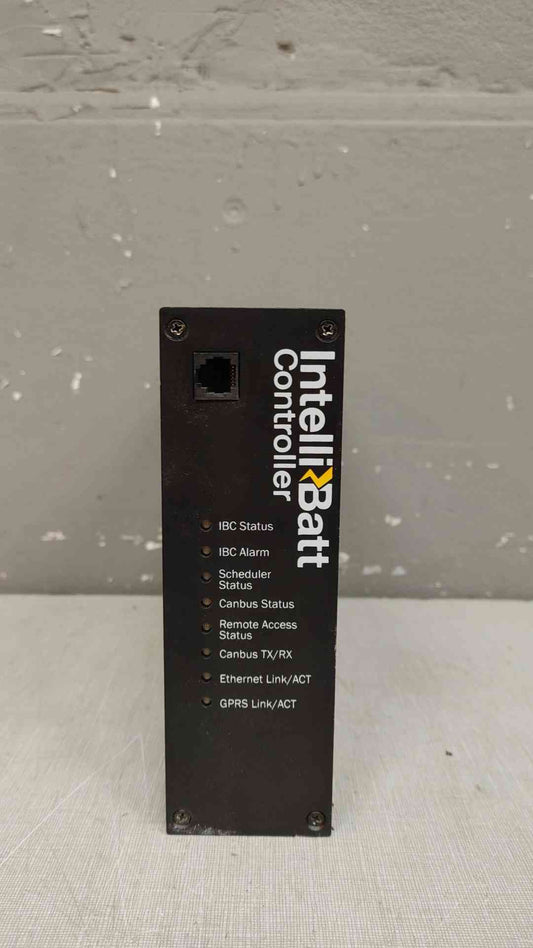 IntelliBatt
Controller
IBC Status
IBC Alarm
Scheduler
Status
Canbus Status
Remote Access
Status
Canbus TX/RX
Ethernet Link/ACT
GPRS Link/ACT